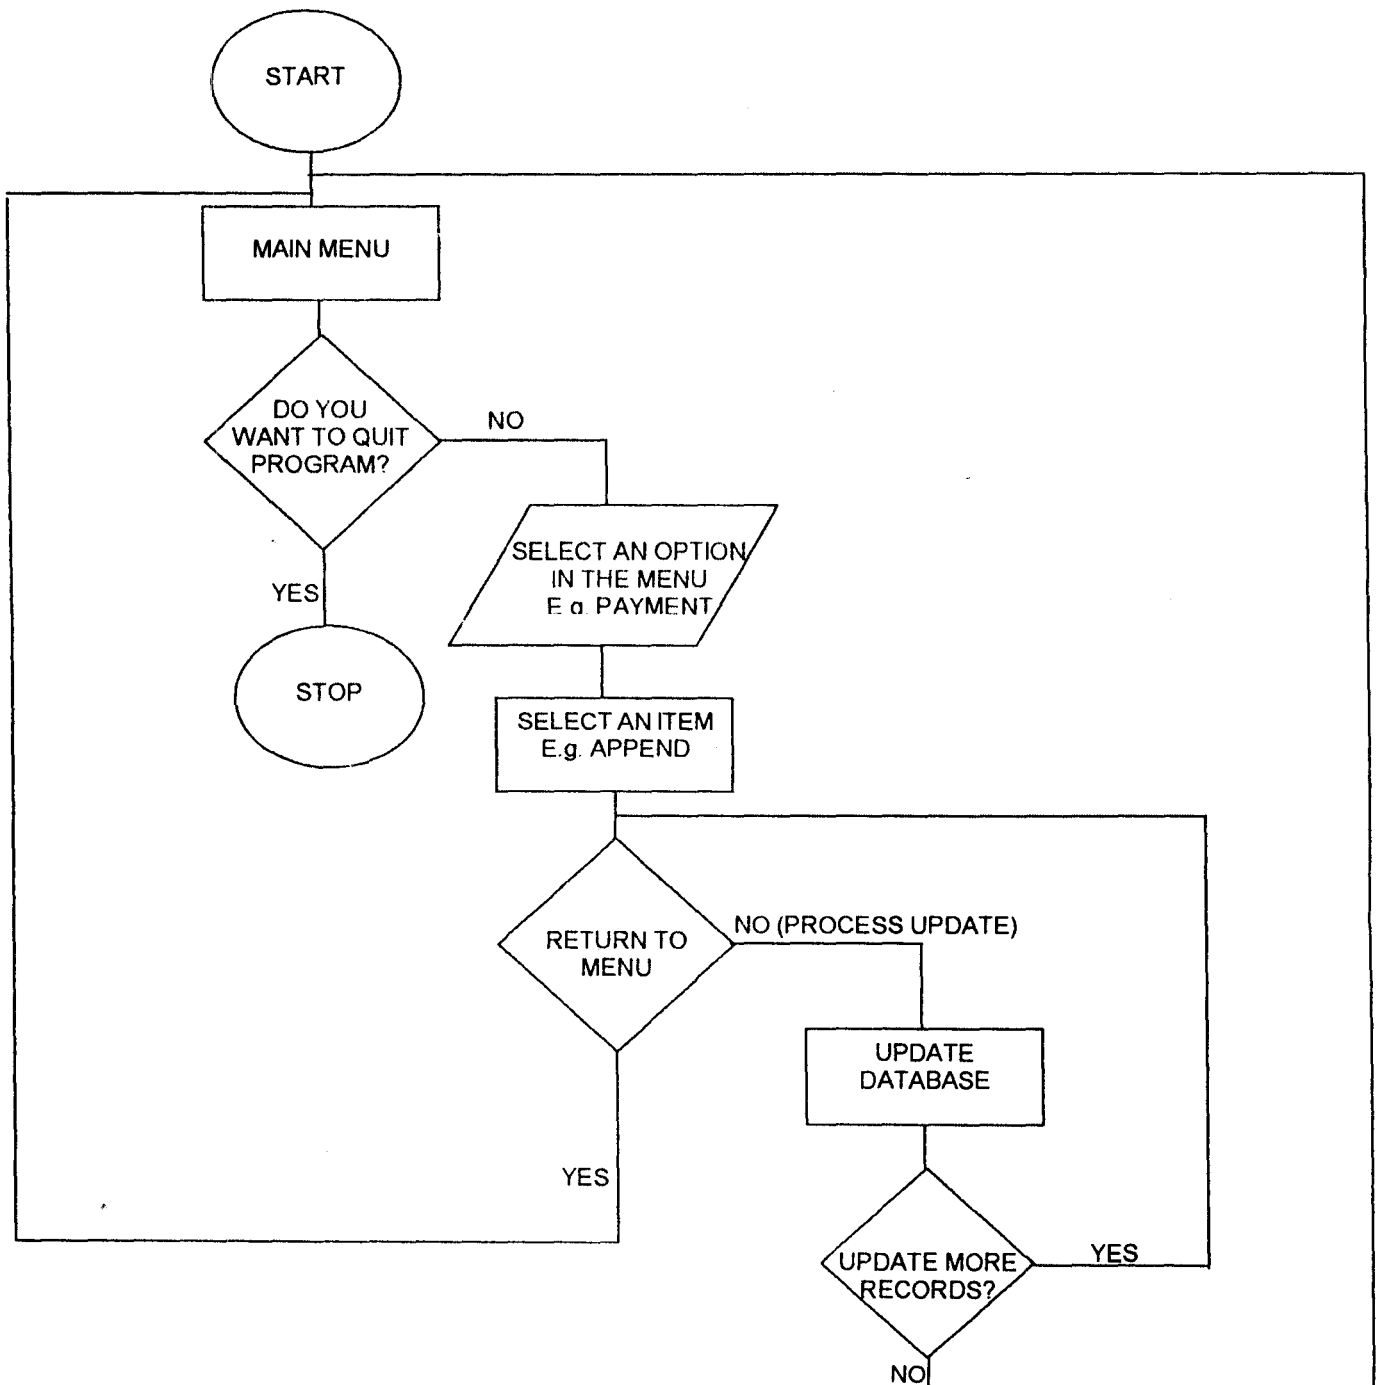 START
MAIN MENU
DO YOU
WANT TO QUIT
PROGRAM?
NO
YES
STOP
SELECT AN OPTION
IN THE MENU
E.g. PAYMENT
SELECT AN ITEM
E.g. APPEND
RETURN TO
MENU
NO (PROCESS UPDATE)
YES
UPDATE
DATABASE
UPDATE MORE
RECORDS?
YES
NO